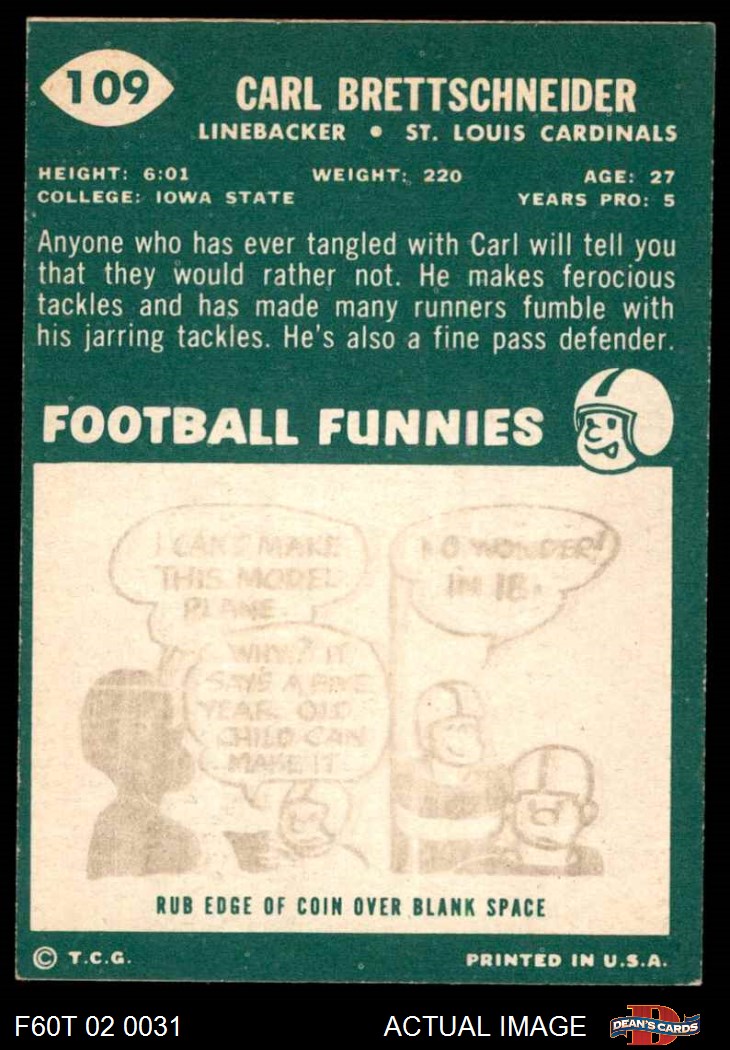 109
CARL BRETTSCHNEIDER
LINEBACKER • ST. LOUIS CARDINALS
HEIGHT: 6:01 WEIGHT: 220 AGE: 27
COLLEGE: IOWA STATE YEARS PRO: 5
Anyone who has ever tangled with Carl will tell you
that they would rather not. He makes ferocious
tackles and has made many runners fumble with
his jarring tackles. He's also a fine pass defender.
FOOTBALL FUNNIES
I CAN'T MAKE
THIS MODEL
PLANE.
WHY? IT
SAYS A FIVE
YEAR OLD
CHILD CAN
MAKE IT
NO WONDER!
I'M 18.
RUB EDGE OF COIN OVER BLANK SPACE
© T.C.G. PRINTED IN U.S.A.
F60T 02 0031 ACTUAL IMAGE
D
DEAN'S CARDS